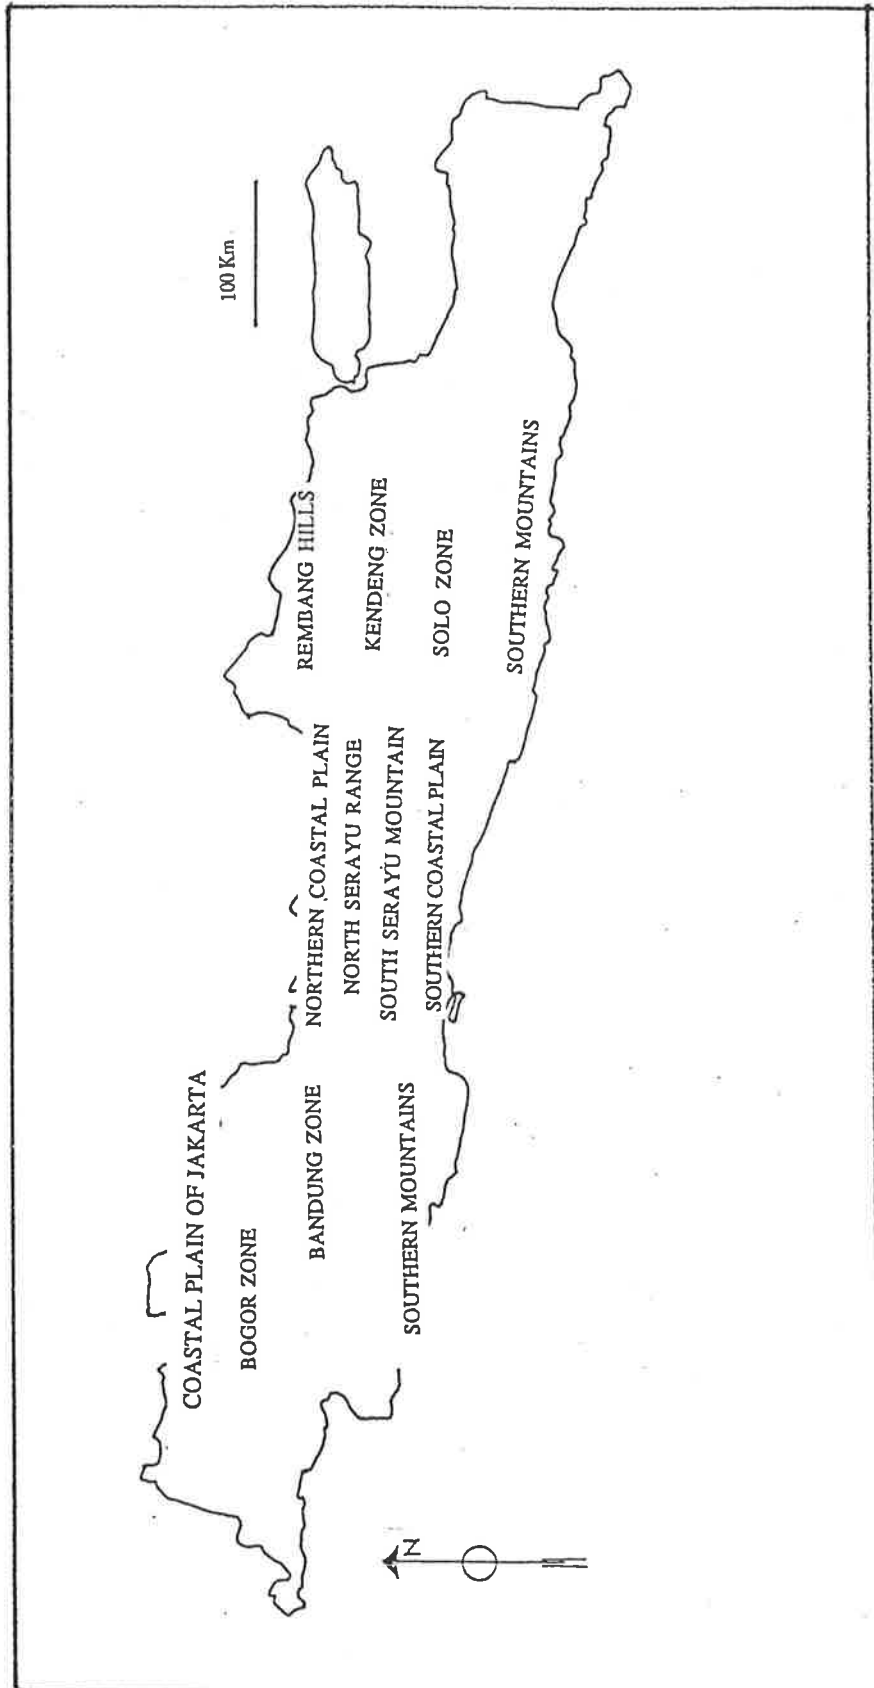 COASTAL PLAIN OF JAKARTA
BOGOR ZONE
BANDUNG ZONE
SOUTHERN MOUNTAINS
NORTHERN COASTAL PLAIN
NORTH SERAYU RANGE
SOUTH SERAYU MOUNTAIN
SOUTHERN COASTAL PLAIN
REMBANG HILLS
KENDENG ZONE
SOLO ZONE
SOUTHERN MOUNTAINS
100 Km
N